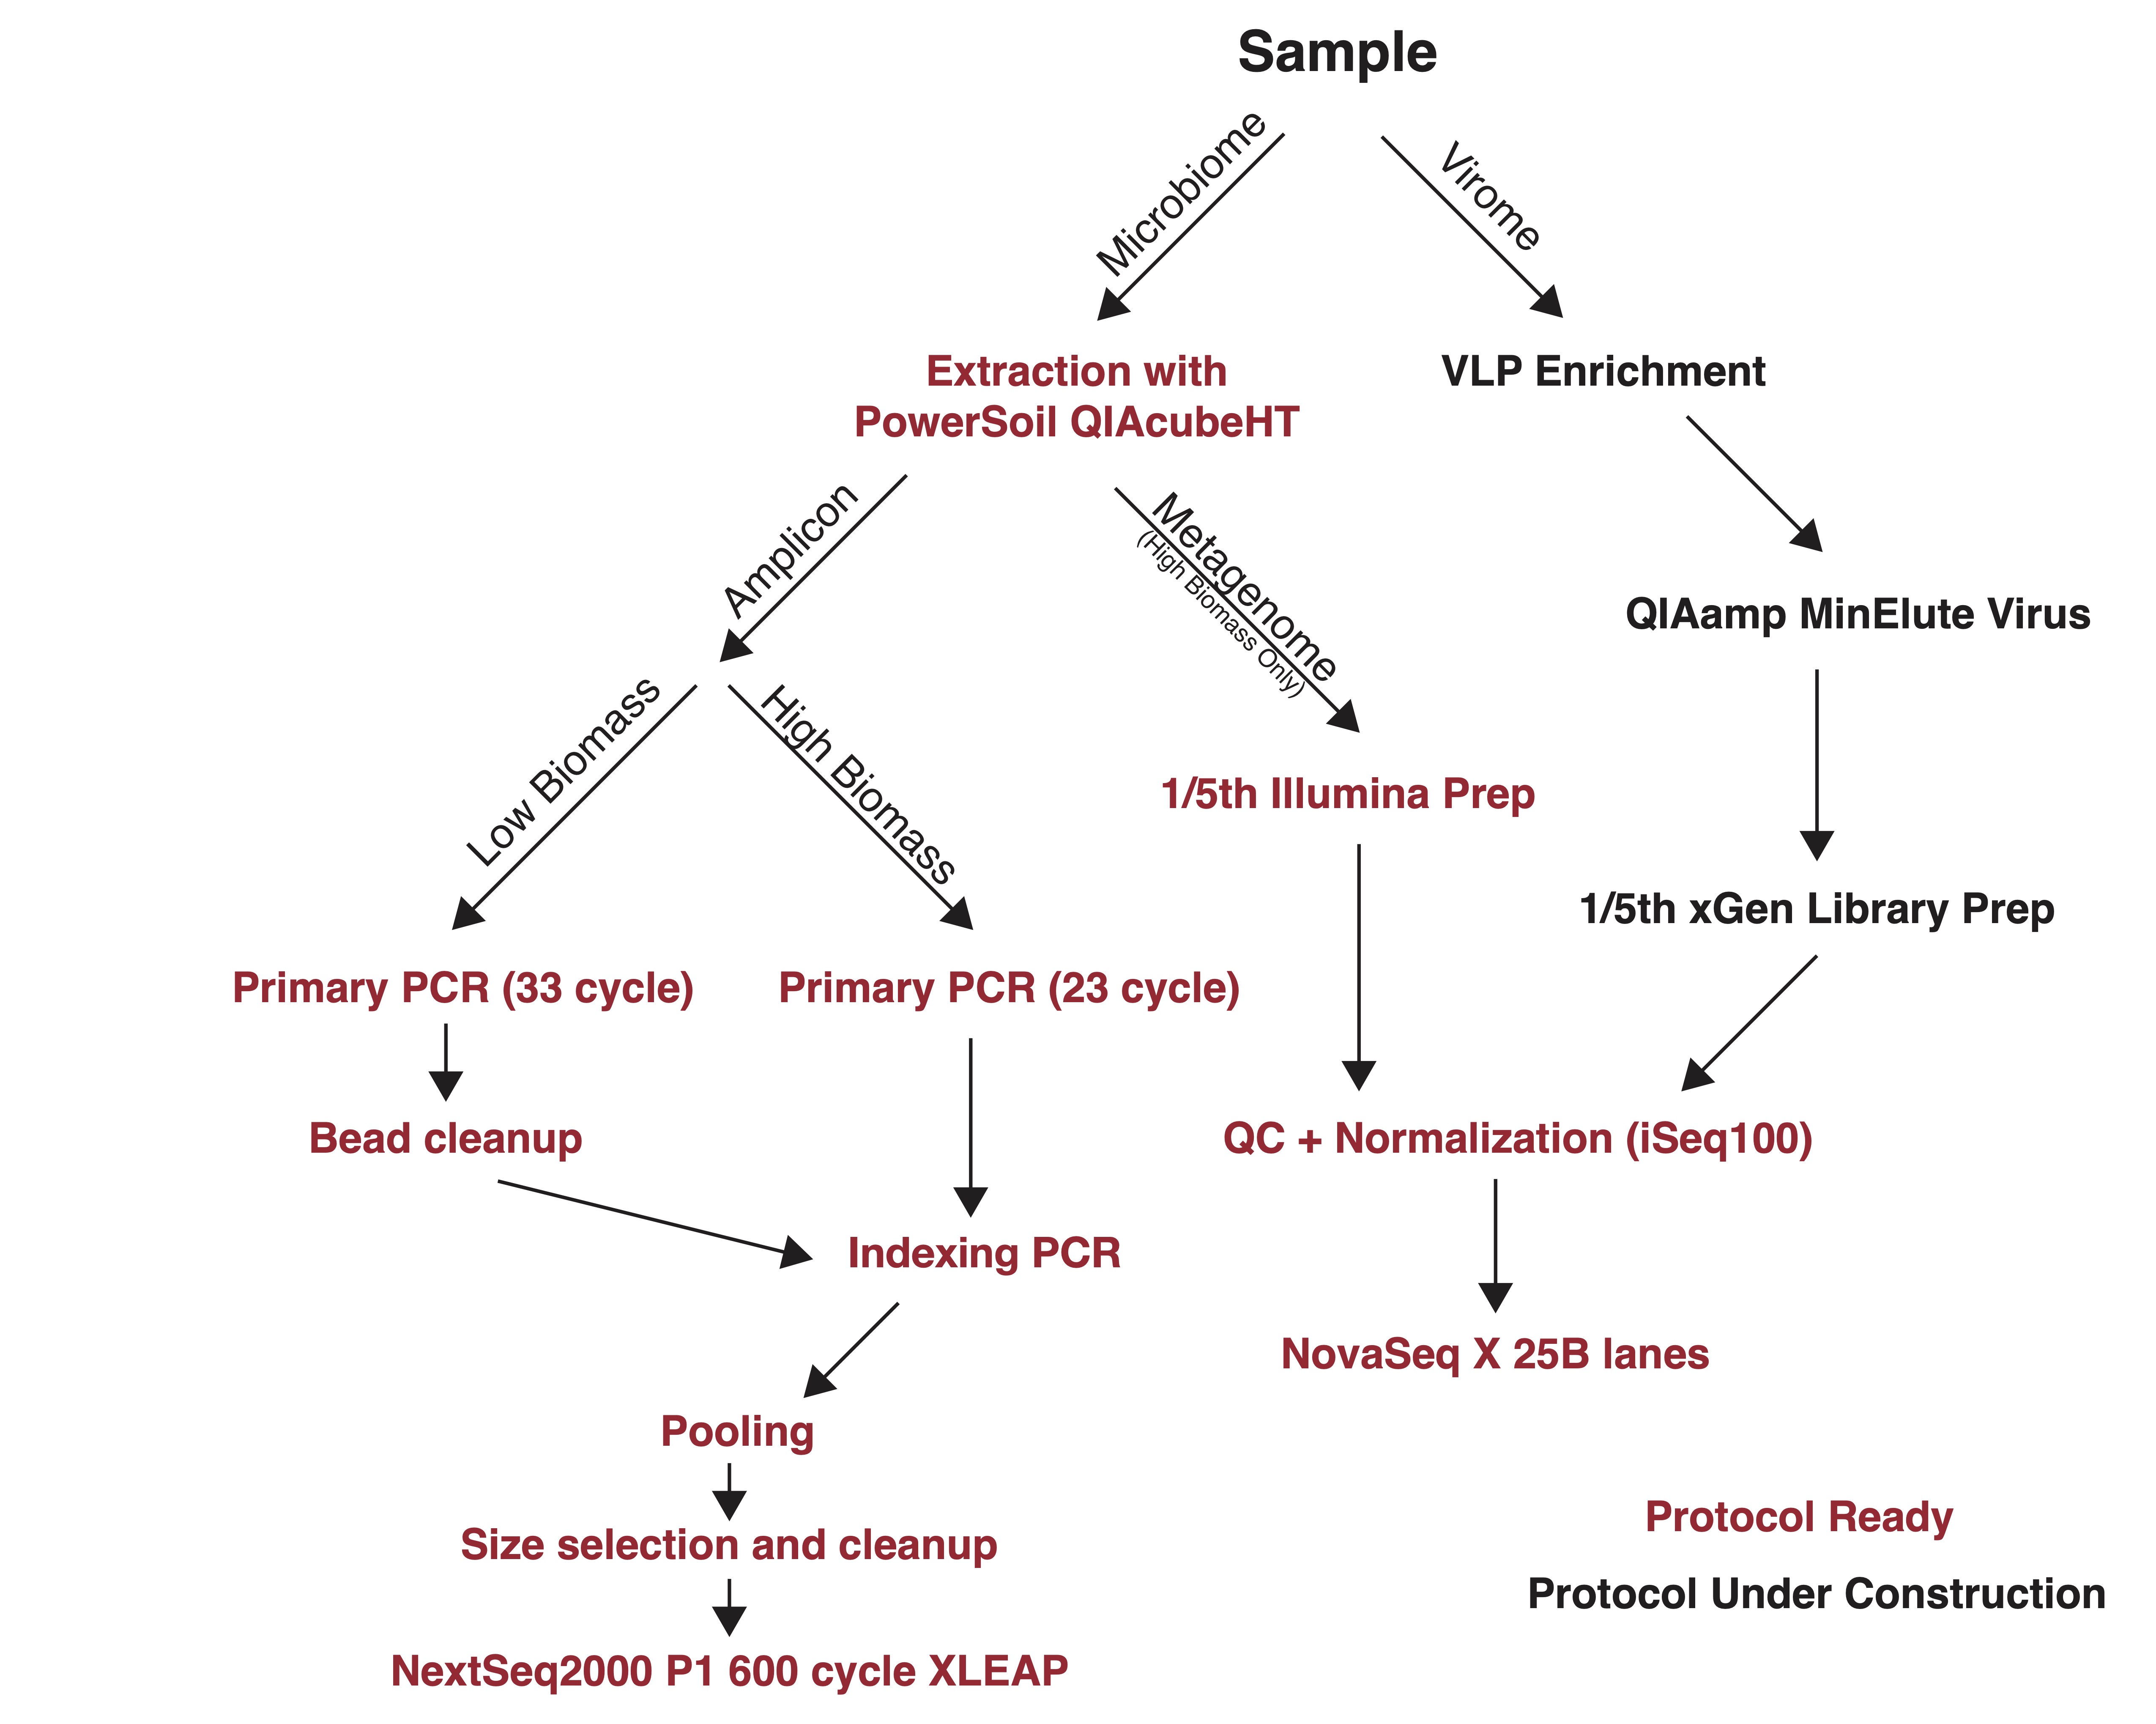 Sample
Microbiome
Virome
Extraction with
PowerSoil QIAcubeHT
VLP Enrichment
Amplicon
Metagenome
(High Biomass Only)
QIAamp MinElute Virus
Low Biomass
High Biomass
1/5th Illumina Prep
1/5th xGen Library Prep
Primary PCR (33 cycle)
Primary PCR (23 cycle)
Bead cleanup
QC + Normalization (iSeq100)
Indexing PCR
NovaSeq X 25B lanes
Pooling
Size selection and cleanup
NextSeq2000 P1 600 cycle XLEAP
Protocol Ready
Protocol Under Construction